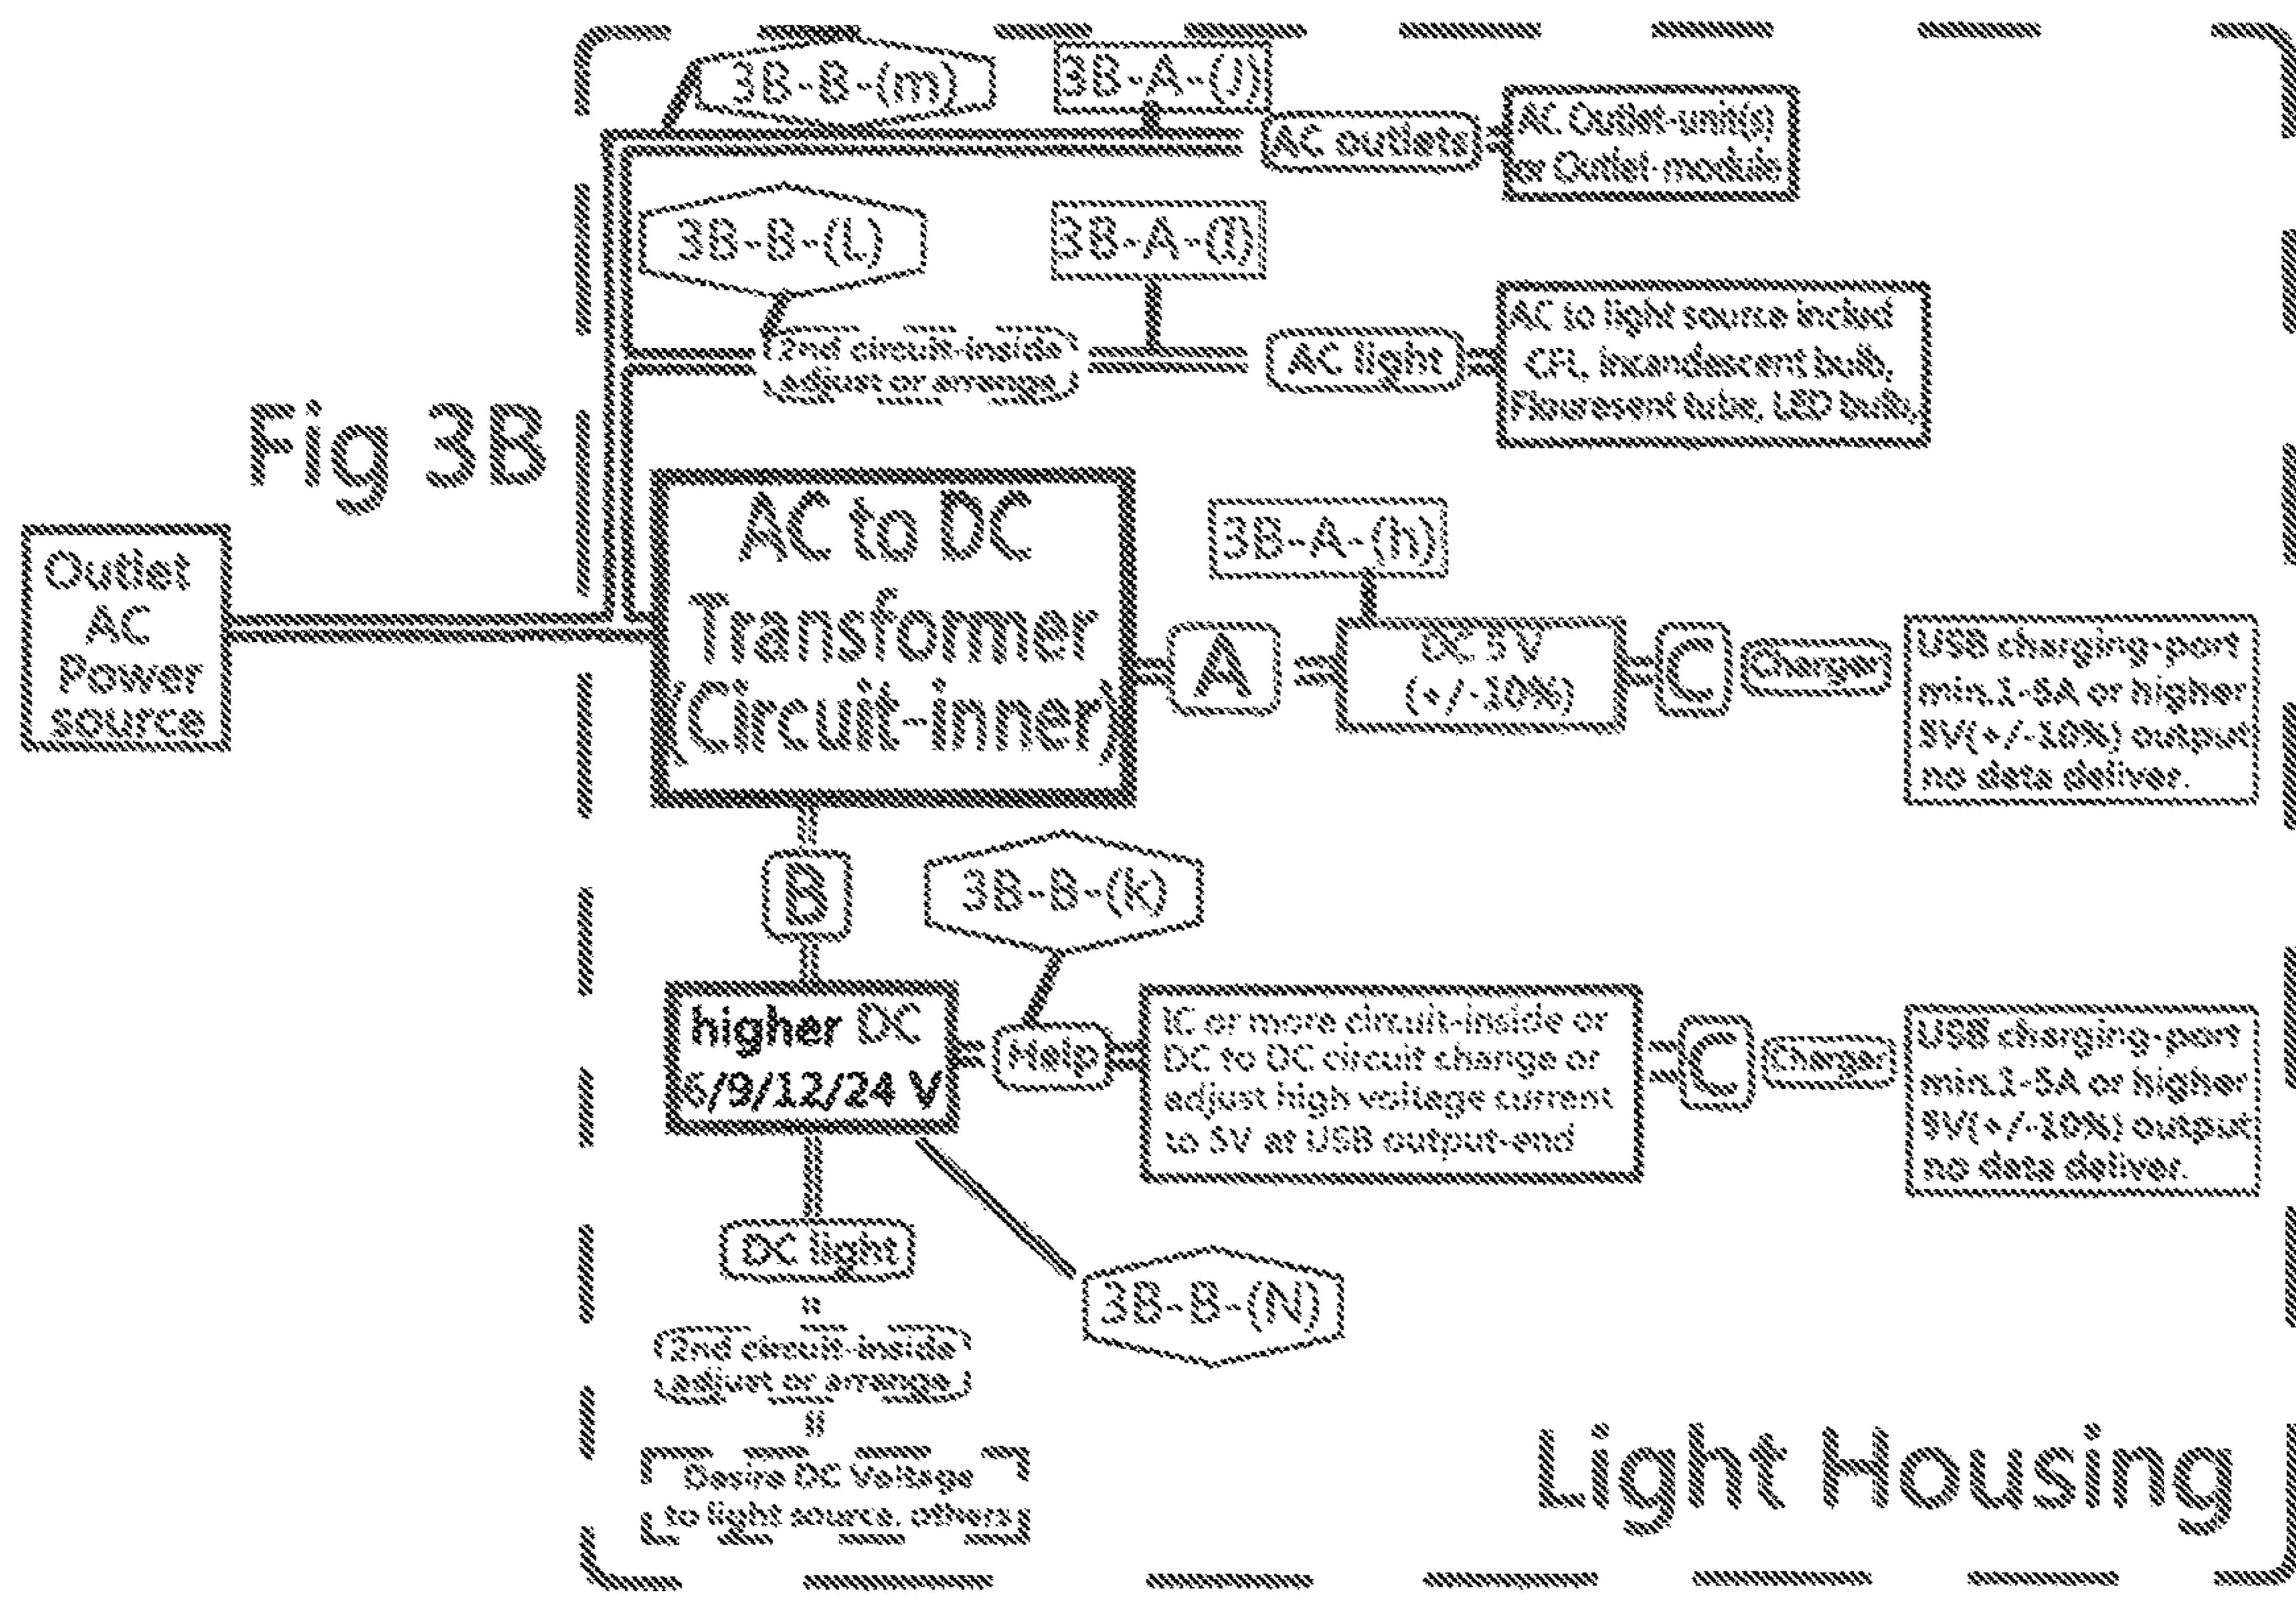 3B-B-(m)
3B-A-(J)
AC outlets
AC Outlet-unit(s)
or Outlet-module
3B-B-(L)
3B-A-(I)
2nd circuit-inside
adjust or arrange
AC light
AC to light source includ
CFL, incandescent bulb,
Flouresent tube, LED bulb,
Fig 3B
Outlet
AC
Power
source
AC to DC
Transformer
(Circuit-inner)
A
3B-A-(h)
DC 5V
(+/-10%)
C
Charger
USB charging-port
min.1-5A or higher
5V(+/-10%) output
no data deliver.
B
3B-B-(k)
higher DC
6/9/12/24 V
Help
IC or more circuit-inside or
DC to DC circuit change or
adjust high voltage current
to 5V at USB output-end
C
Charger
USB charging-port
min.1-5A or higher
5V(+/-10%) output
no data deliver.
DC light
3B-B-(N)
2nd circuit-inside
adjust or arrange
Desire DC Voltage
to light source, others
Light Housing